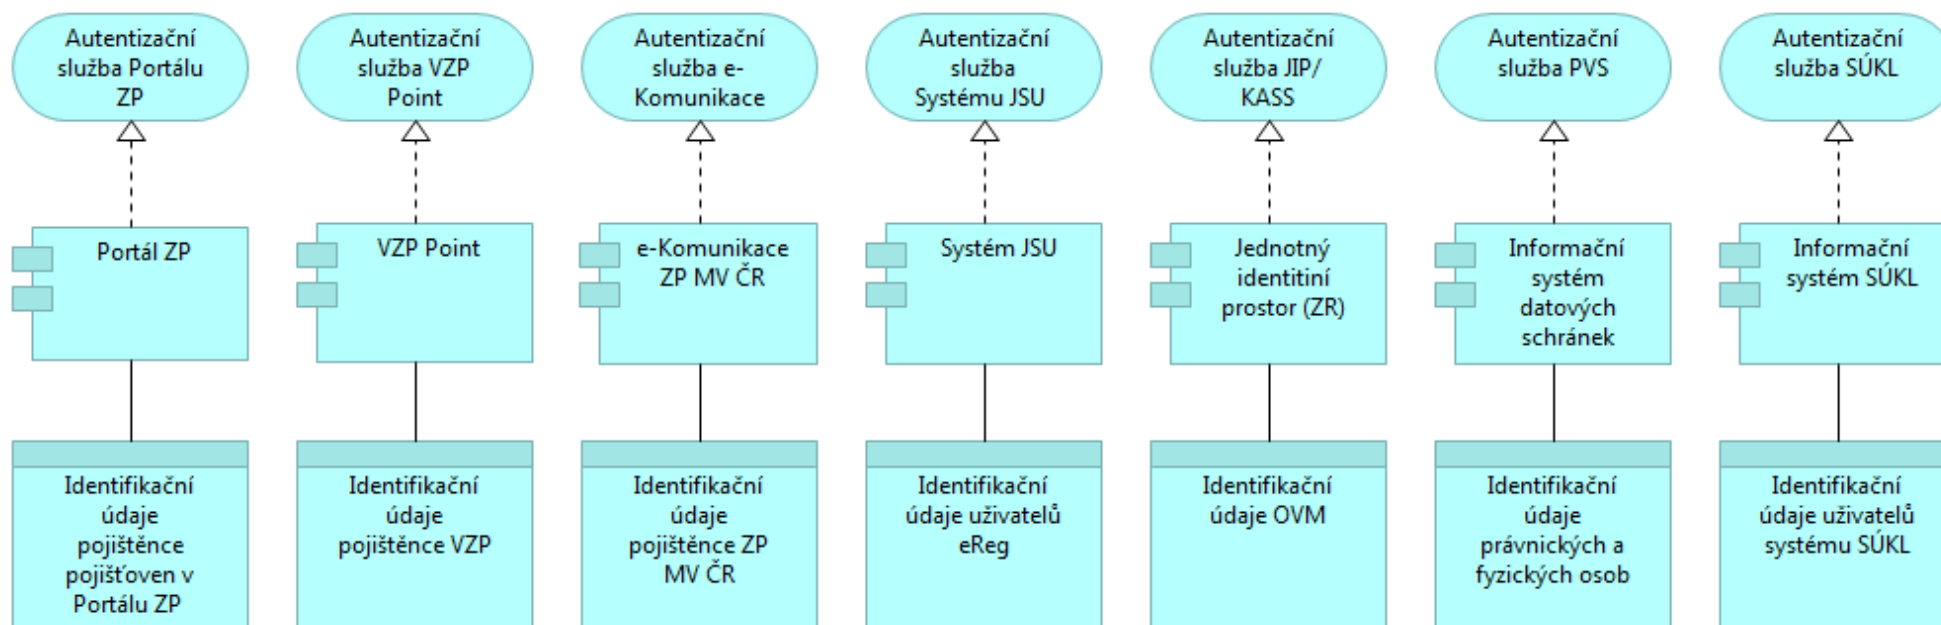 Autentizační
služba Portálu
ZP
Autentizační
služba VZP
Point
Autentizační
služba e-
Komunikace
Autentizační
služba
Systému JSU
Autentizační
služba JIP/
KASS
Autentizační
služba PVS
Autentizační
služba SÚKL
Portál ZP
VZP Point
e-Komunikace
ZP MV ČR
Systém JSU
Jednotný
identitiní
prostor (ZR)
Informační
systém
datových
schránek
Informační
systém SÚKL
Identifikační
údaje
pojištěnce
pojišťoven v
Portálu ZP
Identifikační
údaje
pojištěnce VZP
Identifikační
údaje
pojištěnce ZP
MV ČR
Identifikační
údaje uživatelů
eReg
Identifikační
údaje OVM
Identifikační
údaje
právnických a
fyzických osob
Identifikační
údaje uživatelů
systému SÚKL